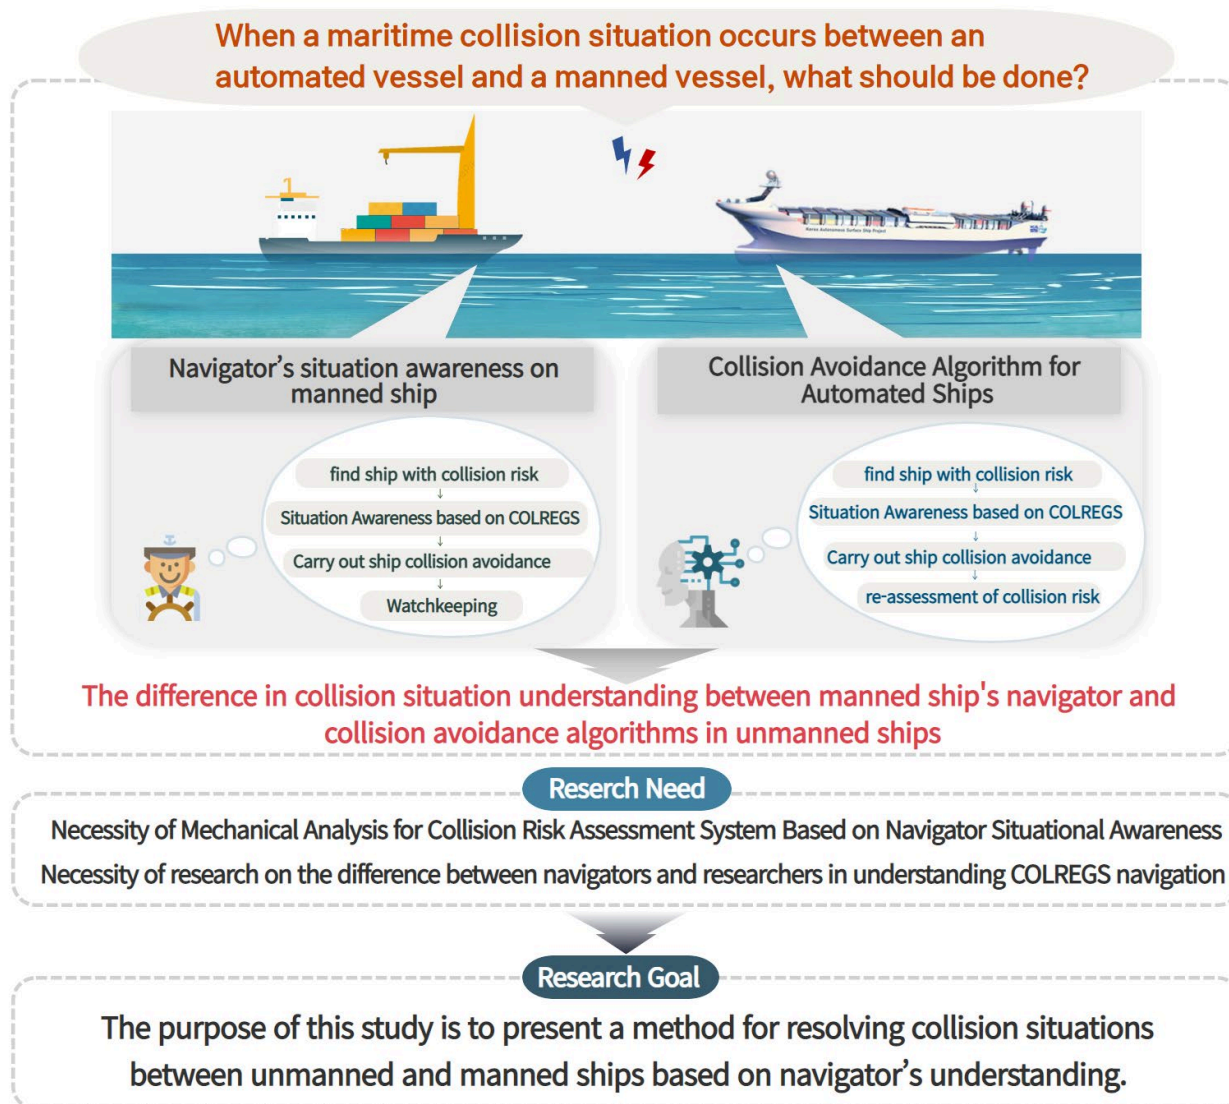 When a maritime collision situation occurs between an
automated vessel and a manned vessel, what should be done?
Korea Autonomous Surface Ship Project
Navigator's situation awareness on
manned ship
find ship with collision risk
↓
Situation Awareness based on COLREGS
↓
Carry out ship collision avoidance
↓
Watchkeeping
Collision Avoidance Algorithm for
Automated Ships
find ship with collision risk
↓
Situation Awareness based on COLREGS
↓
Carry out ship collision avoidance
↓
re-assessment of collision risk
The difference in collision situation understanding between manned ship's navigator and
collision avoidance algorithms in unmanned ships
Reserch Need
Necessity of Mechanical Analysis for Collision Risk Assessment System Based on Navigator Situational Awareness
Necessity of research on the difference between navigators and researchers in understanding COLREGS navigation
Research Goal
The purpose of this study is to present a method for resolving collision situations
between unmanned and manned ships based on navigator's understanding.